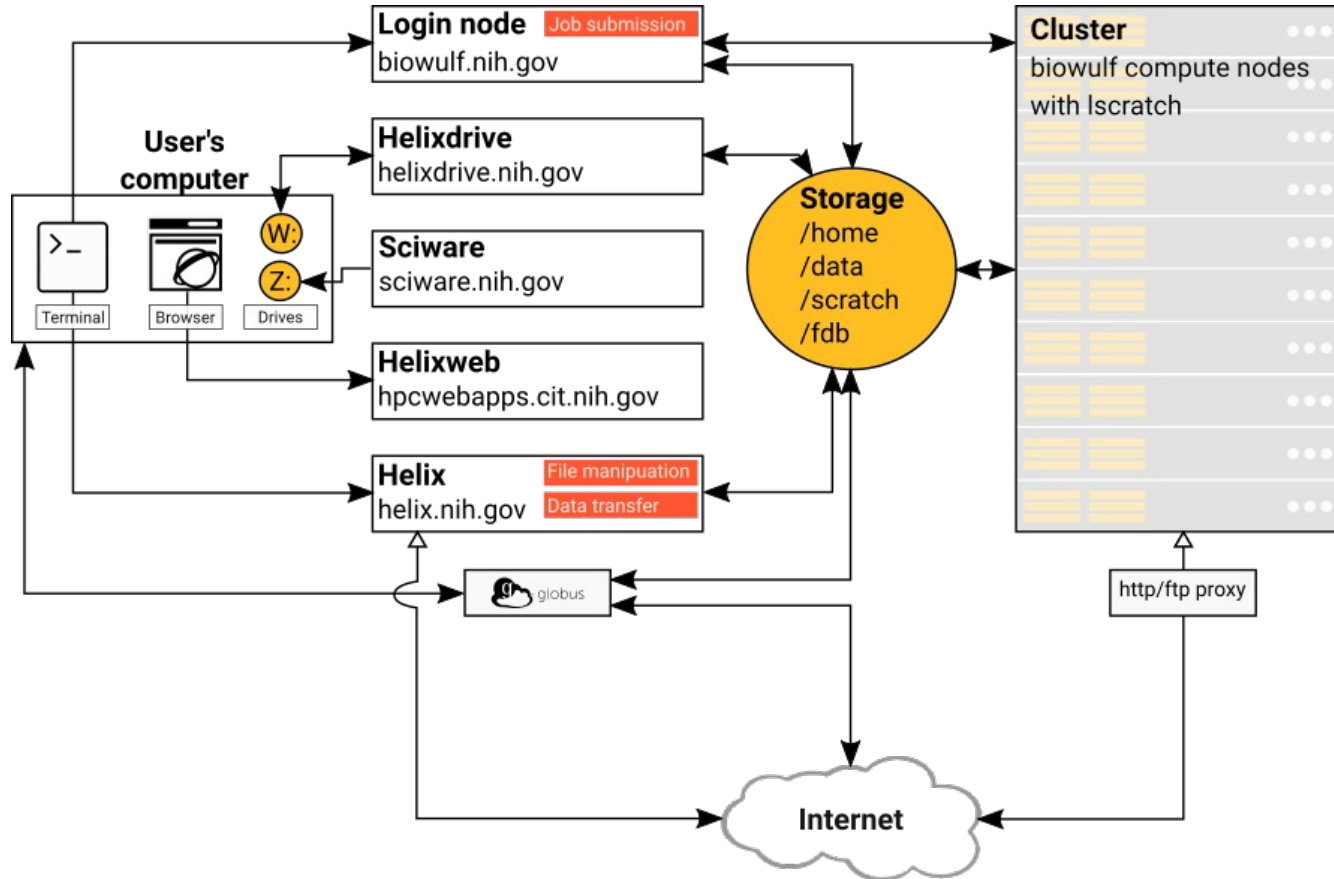 Login node
Job submission
biowulf.nih.gov
Cluster
biowulf compute nodes
with lscratch
User's
computer
>_
Terminal
Browser
W:
Z:
Drives
Helixdrive
helixdrive.nih.gov
Sciware
sciware.nih.gov
Helixweb
hpcwebapps.cit.nih.gov
Helix
helix.nih.gov
File manipuation
Data transfer
Storage
/home
/data
/scratch
/fdb
g globus
http/ftp proxy
Internet